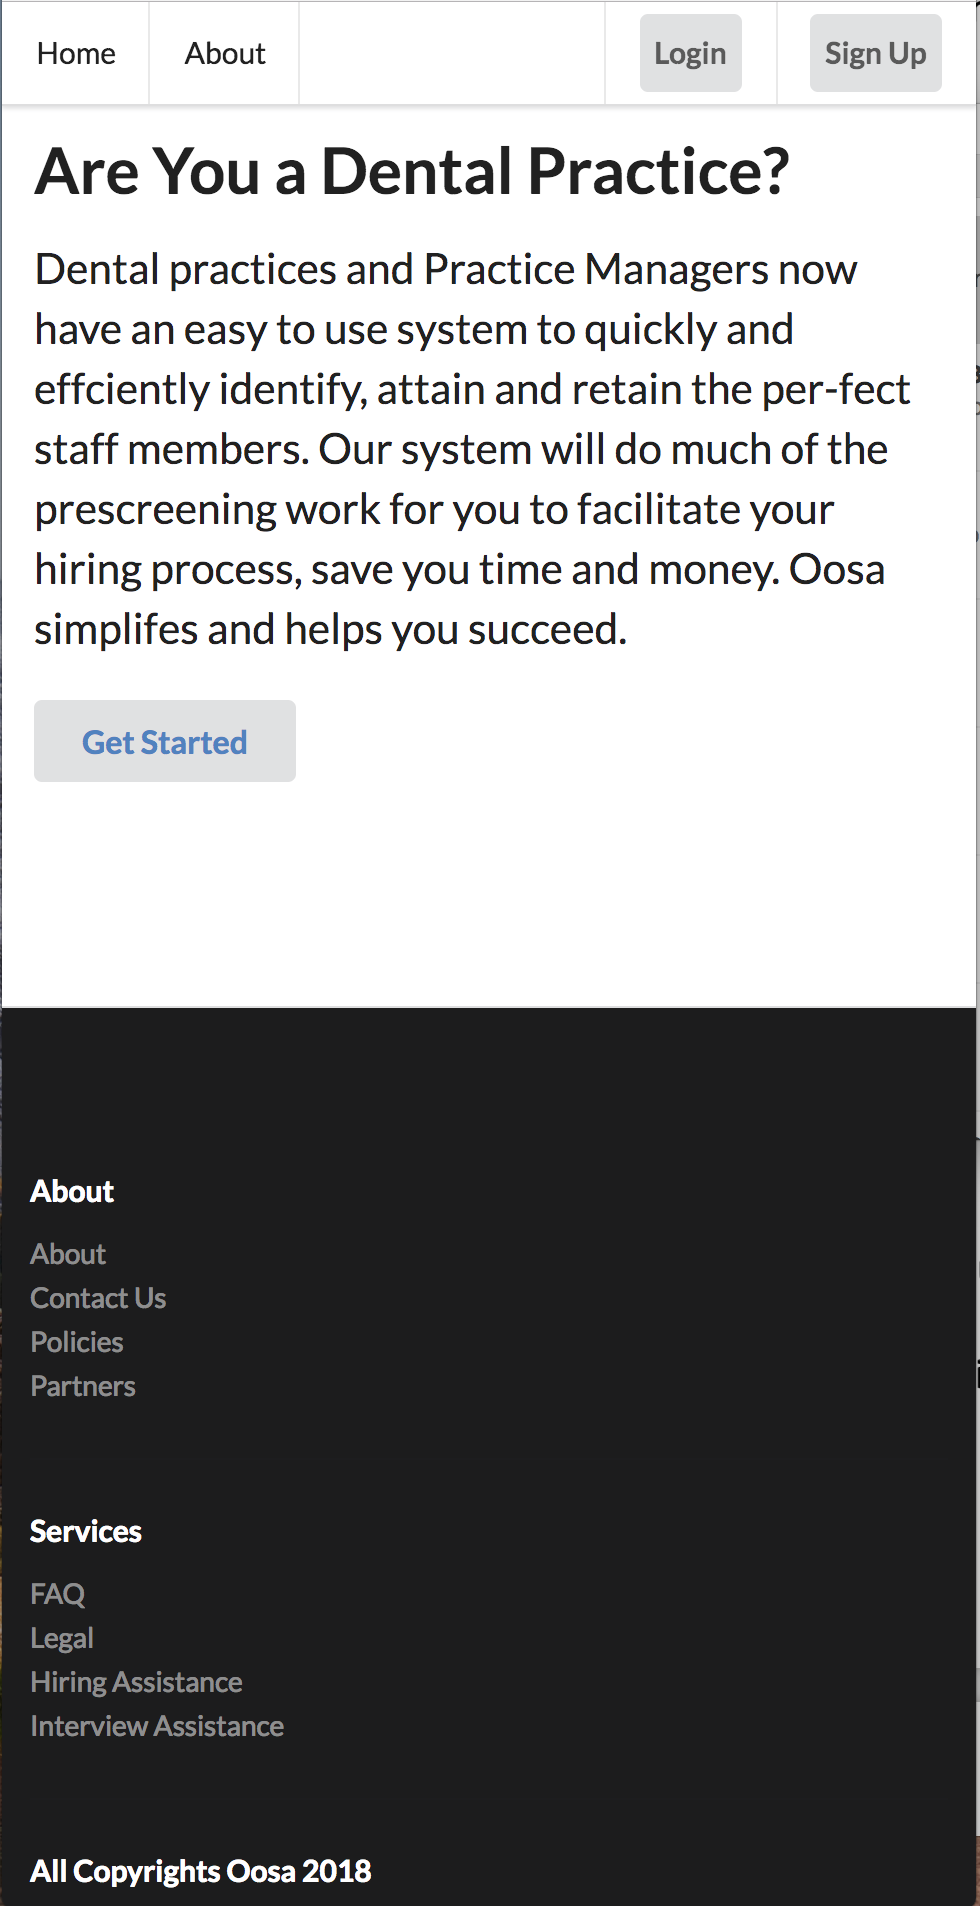 Home About Login Sign Up
Are You a Dental Practice?
Dental practices and Practice Managers now
have an easy to use system to quickly and
effciently identify, attain and retain the per-fect
staff members. Our system will do much of the
prescreening work for you to facilitate your
hiring process, save you time and money. Oosa
simplifes and helps you succeed.
Get Started
About
About
Contact Us
Policies
Partners
Services
FAQ
Legal
Hiring Assistance
Interview Assistance
All Copyrights Oosa 2018